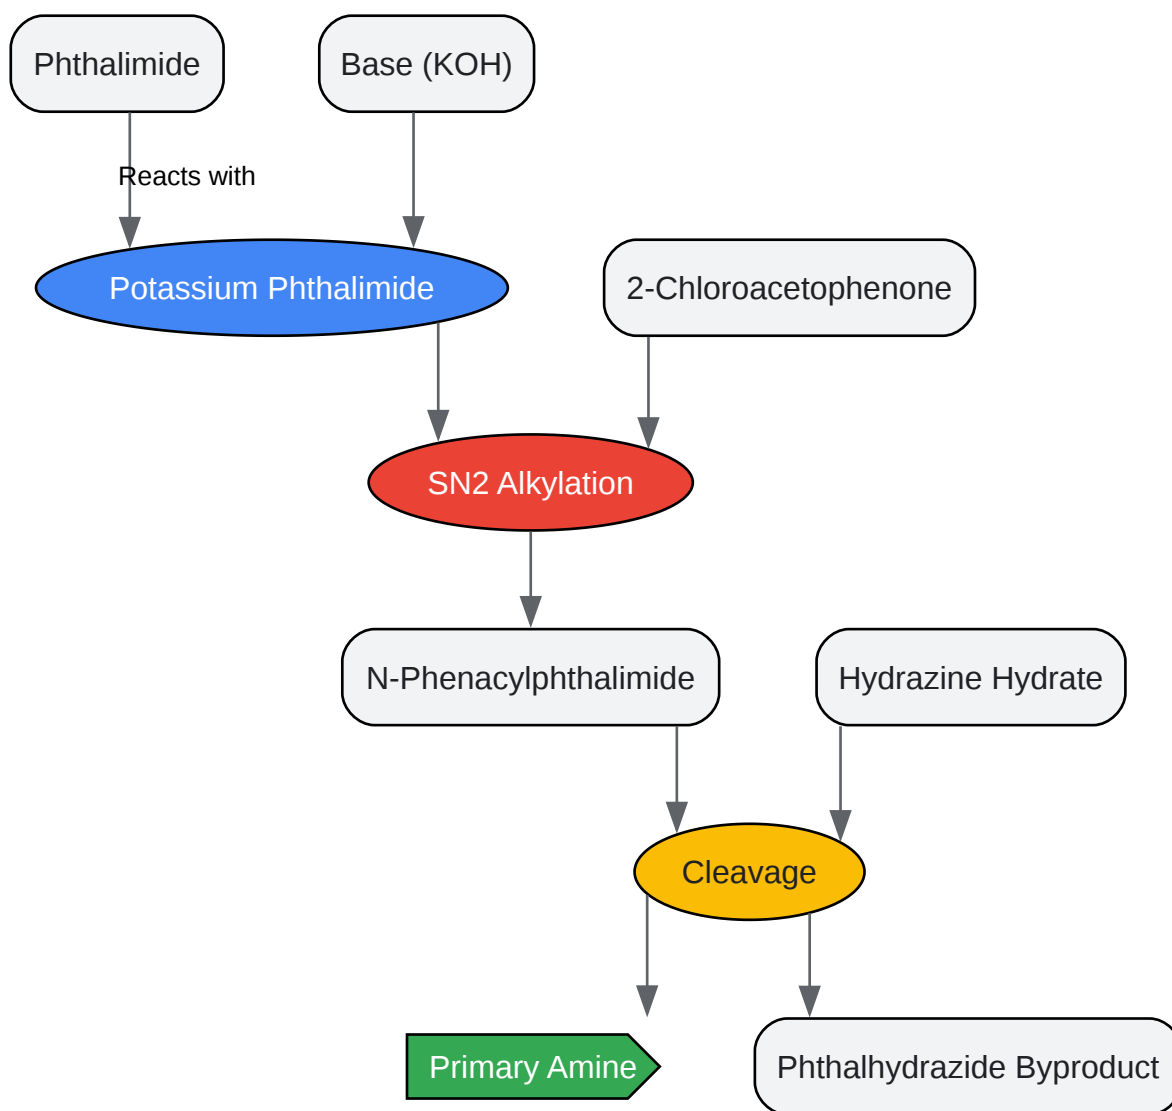 Phthalimide
Base (KOH)
Reacts with
Potassium Phthalimide
2-Chloroacetophenone
SN2 Alkylation
N-Phenacylphthalimide
Hydrazine Hydrate
Cleavage
Primary Amine
Phthalhydrazide Byproduct